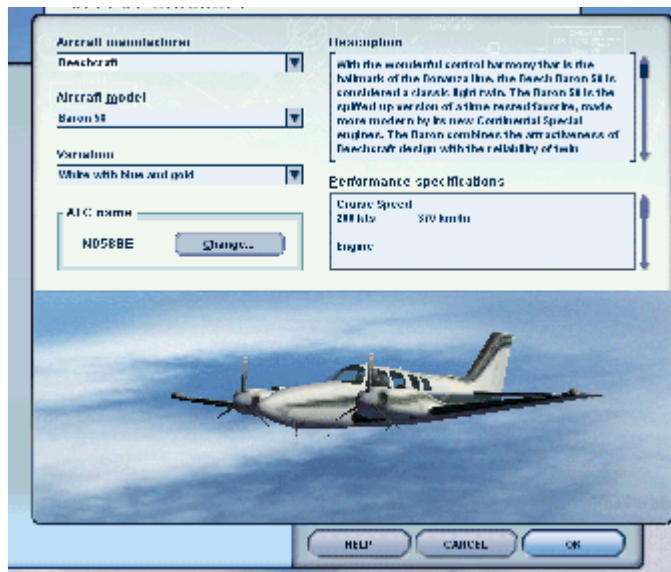 Aircraft manufacturer
Beechcraft
Aircraft model
Baron 58
Variation
White with blue and gold
ATC name
N058BE
Change...
Description
With the wonderful control harmony that is the
hallmark of the Bonanza line, the Beech Baron 58 is
considered a classic light twin. The Baron 58 is the
spiffed up version of a time tested favorite, made
more modern by its new Continental Special
engines. The Baron combines the attractiveness of
Beechcraft design with the reliability of twin
Performance specifications
Cruise Speed
200 kts 370 km/hr
Engine
HELP
CANCEL
OK